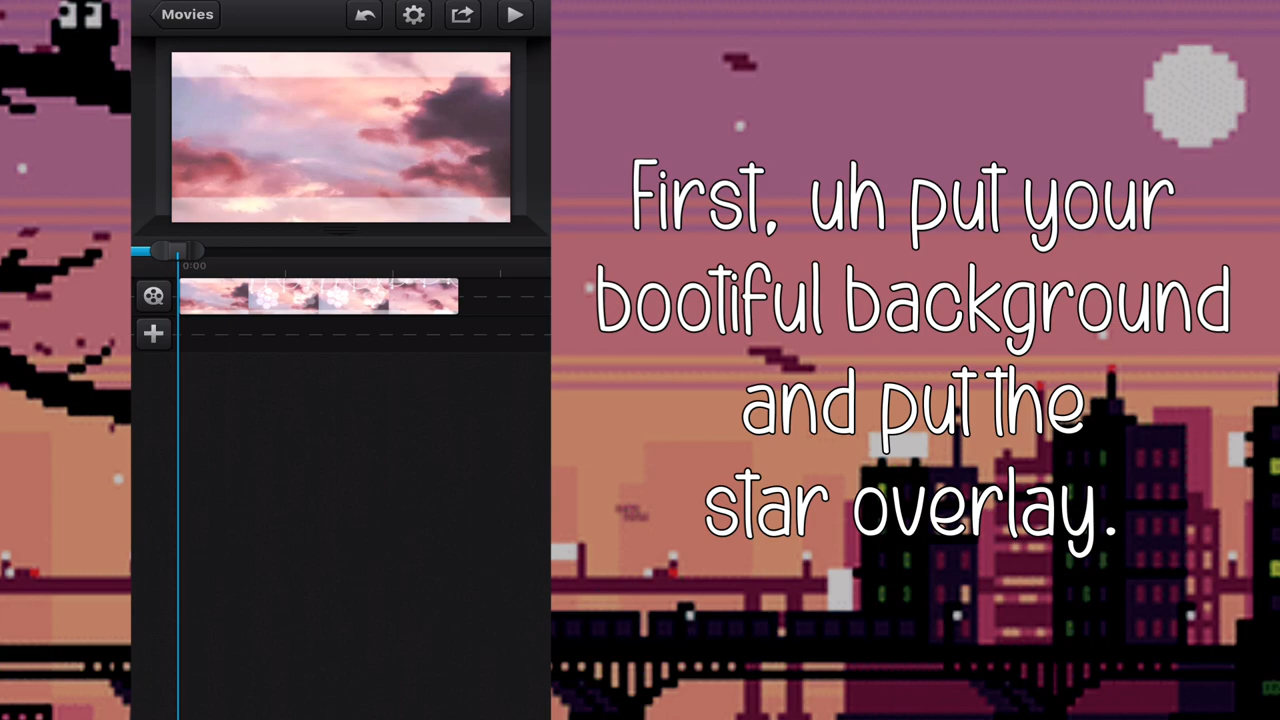 Movies
0:00
First, uh put your
bootiful background
and put the
star overlay.